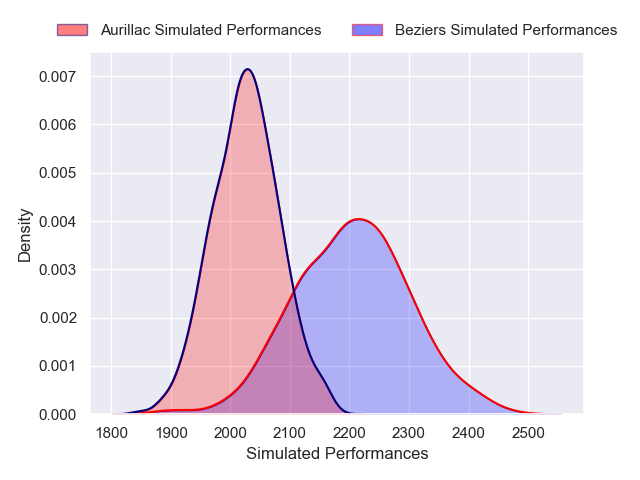 Aurillac Simulated Performances Beziers Simulated Performances
0.007
0.006
0.005
0.004
0.003
0.002
0.001
0.000
Density
1800 1900 2000 2100 2200 2300 2400 2500
Simulated Performances